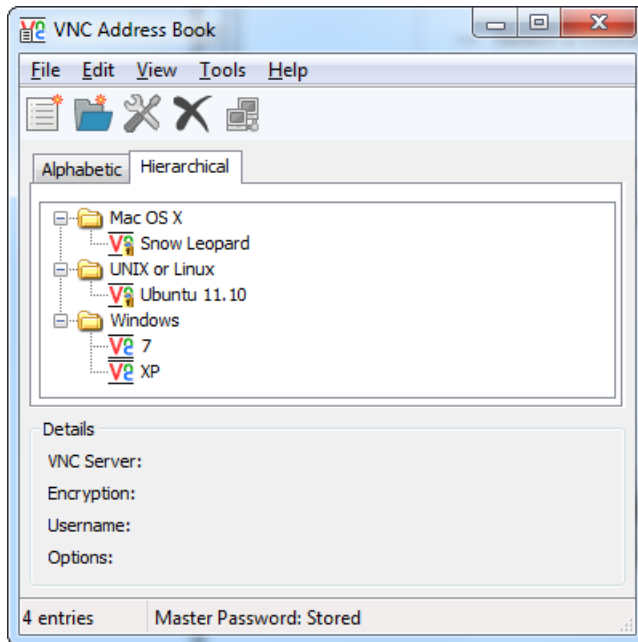 VNC Address Book
File Edit View Tools Help
Alphabetic Hierarchical
Mac OS X
Snow Leopard
UNIX or Linux
Ubuntu 11.10
Windows
7
XP
Details
VNC Server:
Encryption:
Username:
Options:
4 entries Master Password: Stored